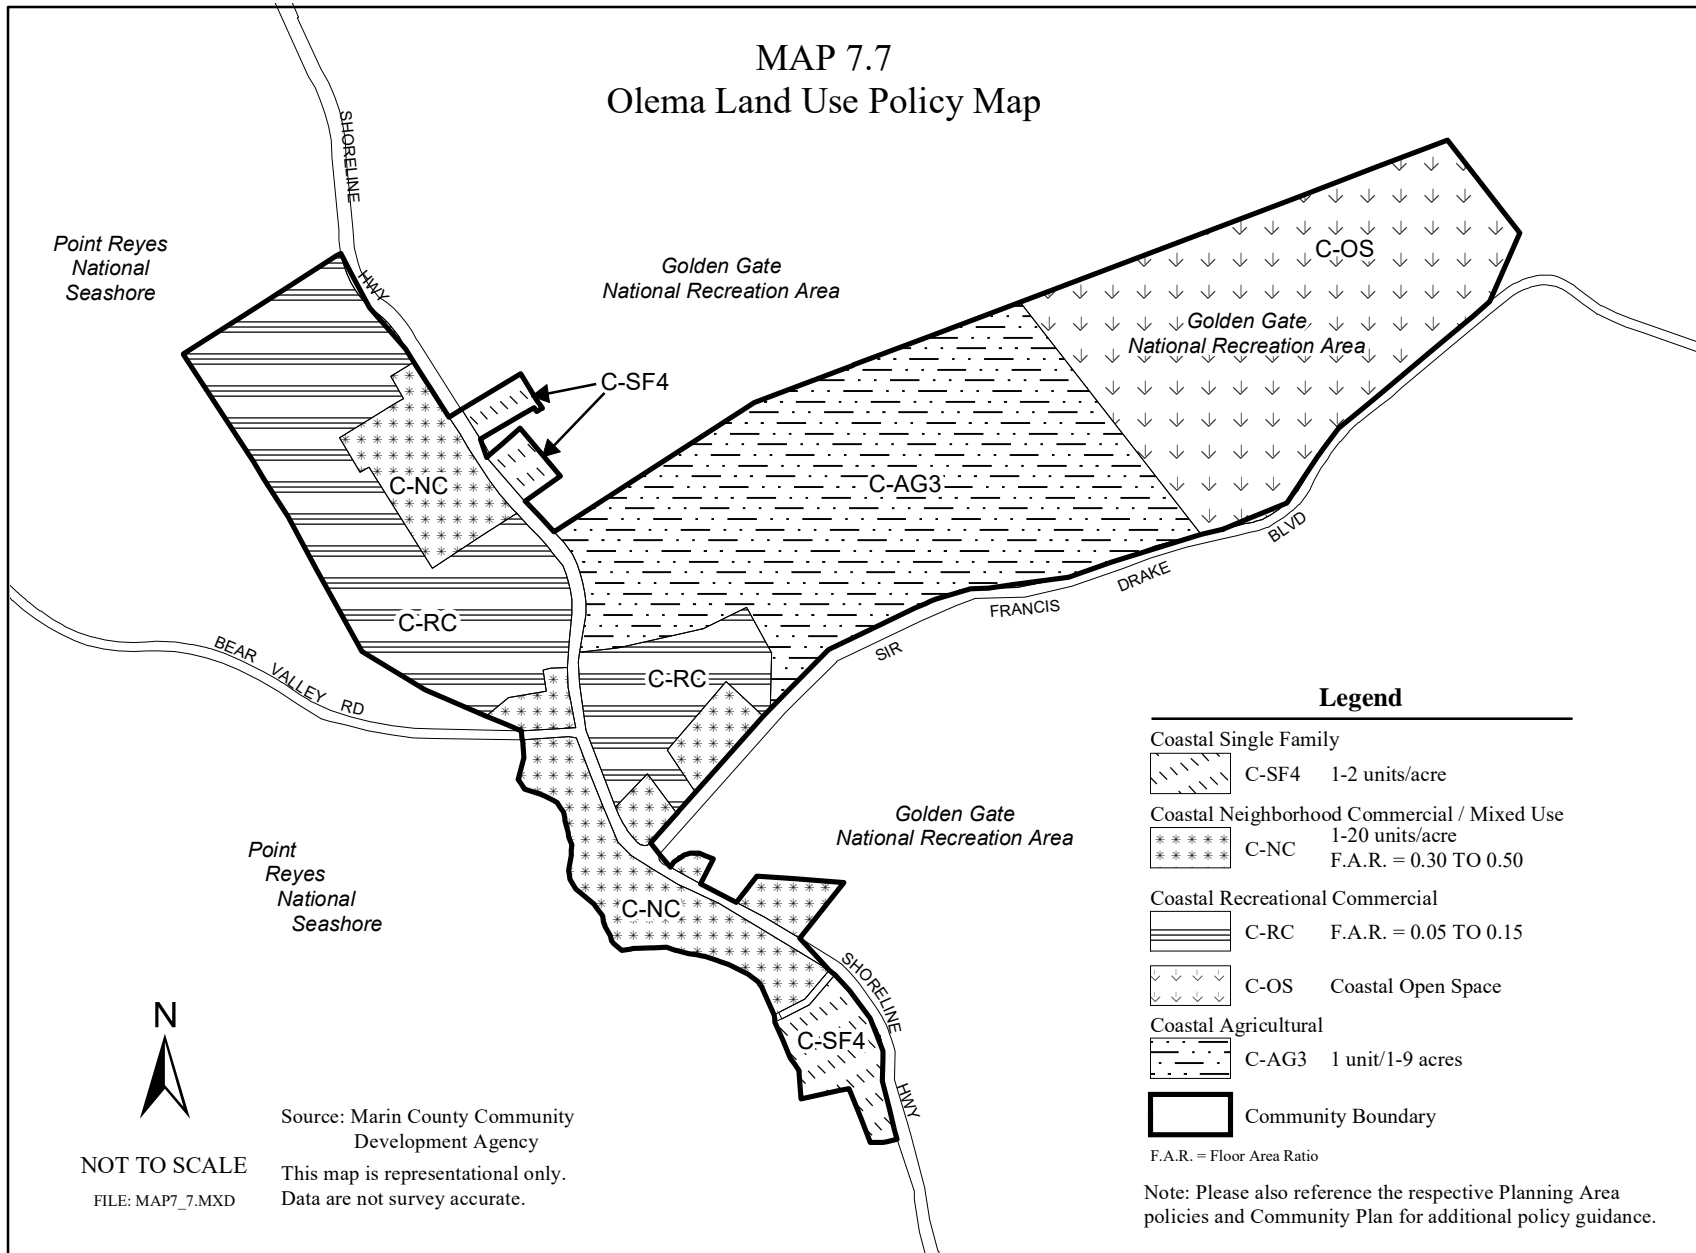 MAP 7.7
Olema Land Use Policy Map
SHORELINE
HWY
Point Reyes
National
Seashore
Golden Gate
National Recreation Area
C-OS
Golden Gate
National Recreation Area
C-SF4
C-NC
C-AG3
BLVD
DRAKE
FRANCIS
SIR
C-RC
BEAR VALLEY RD
C-RC
Golden Gate
National Recreation Area
Point
Reyes
National
Seashore
C-NC
SHORELINE
HWY
C-SF4
Legend
Coastal Single Family
C-SF4 1-2 units/acre
Coastal Neighborhood Commercial / Mixed Use
C-NC 1-20 units/acre
F.A.R. = 0.30 TO 0.50
Coastal Recreational Commercial
C-RC F.A.R. = 0.05 TO 0.15
C-OS Coastal Open Space
Coastal Agricultural
C-AG3 1 unit/1-9 acres
Community Boundary
F.A.R. = Floor Area Ratio
Note: Please also reference the respective Planning Area
policies and Community Plan for additional policy guidance.
N
NOT TO SCALE
FILE: MAP7_7.MXD
Source: Marin County Community
Development Agency
This map is representational only.
Data are not survey accurate.